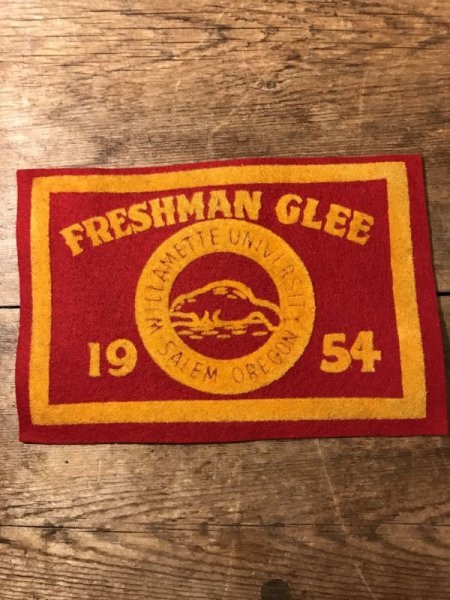 FRESHMAN GLEE
WILLAMETTE UNIVERSITY
SALEM OREGON
19 54